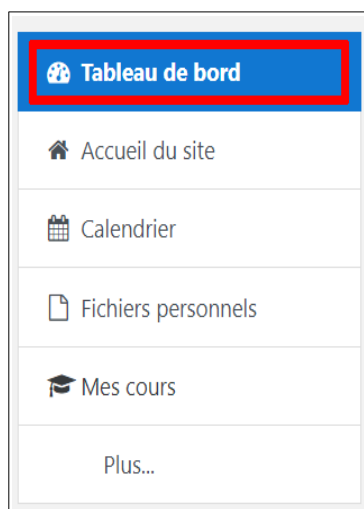 Tableau de bord
Accueil du site
Calendrier
Fichiers personnels
Mes cours
Plus...